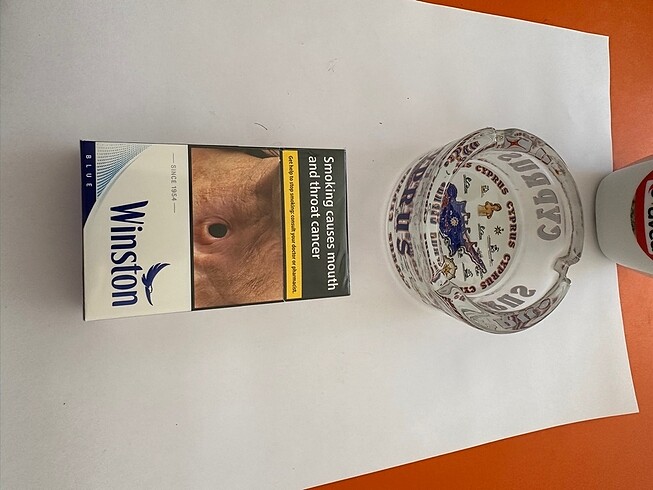 Smoking causes mouth
and throat cancer
Get help to stop smoking: consult your doctor or pharmacist.
SINCE 1954
Winston
BLUE
CYPRUS CYPRUS CYPRUS
CYPRUS